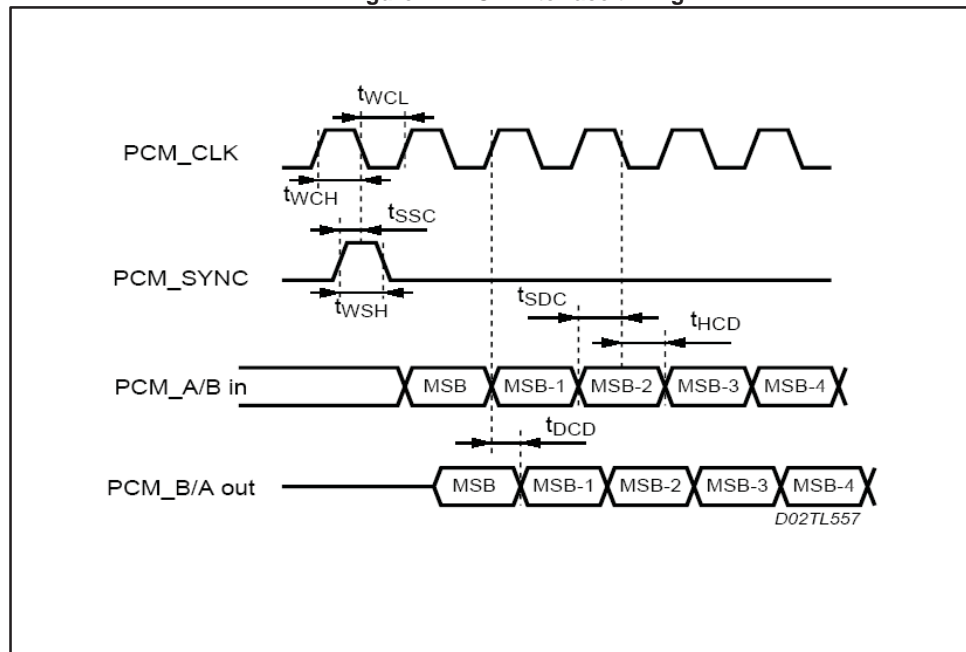 tWCL
PCM_CLK
tWCH
tSSC
PCM_SYNC
tWSH
tSDC
tHCD
PCM_A/B in
MSB MSB-1 MSB-2 MSB-3 MSB-4
tDCD
PCM_B/A out
MSB MSB-1 MSB-2 MSB-3 MSB-4
D02TL557